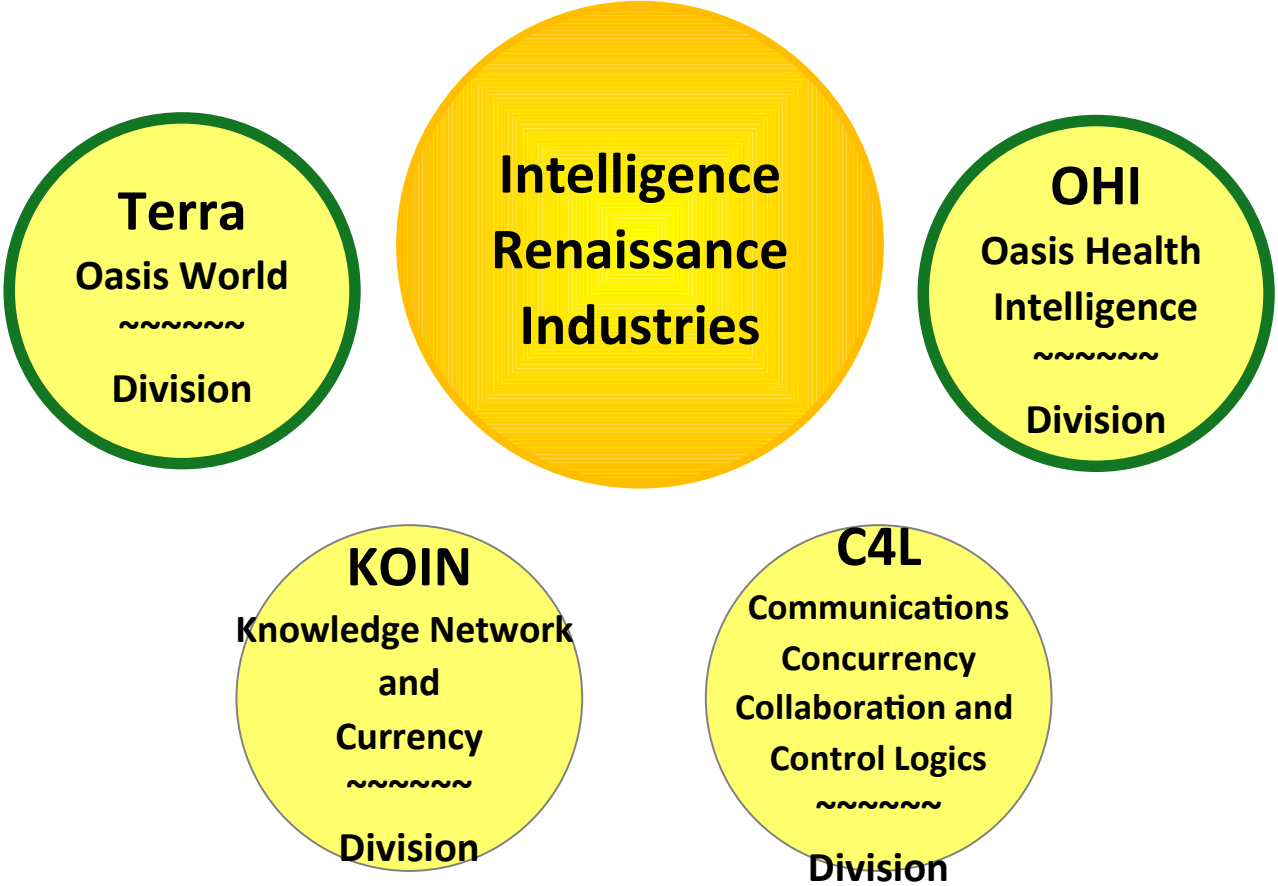 Intelligence
Renaissance
Industries
Terra
Oasis World
~~~~~~
Division
OHI
Oasis Health
Intelligence
~~~~~~
Division
KOIN
Knowledge Network
and
Currency
~~~~~~
Division
C4L
Communications
Concurrency
Collaboration and
Control Logics
~~~~~~
Division